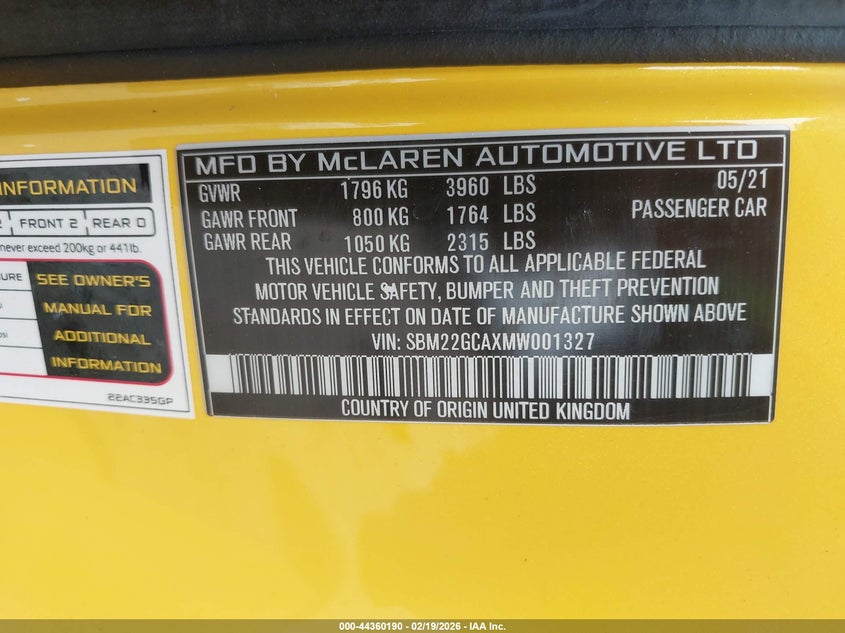 INFORMATION
FRONT 2 REAR 0
never exceed 200kg or 441lb.
SEE OWNER'S
MANUAL FOR
ADDITIONAL
INFORMATION
22AC335GP
MFD BY McLAREN AUTOMOTIVE LTD
GVWR 1796 KG 3960 LBS 05/21
GAWR FRONT 800 KG 1764 LBS PASSENGER CAR
GAWR REAR 1050 KG 2315 LBS
THIS VEHICLE CONFORMS TO ALL APPLICABLE FEDERAL
MOTOR VEHICLE SAFETY, BUMPER AND THEFT PREVENTION
STANDARDS IN EFFECT ON DATE OF MANUFACTURE SHOWN ABOVE
VIN: SBM22GCAXMW001327
COUNTRY OF ORIGIN UNITED KINGDOM
000-44360190 - 02/19/2026 - IAA Inc.